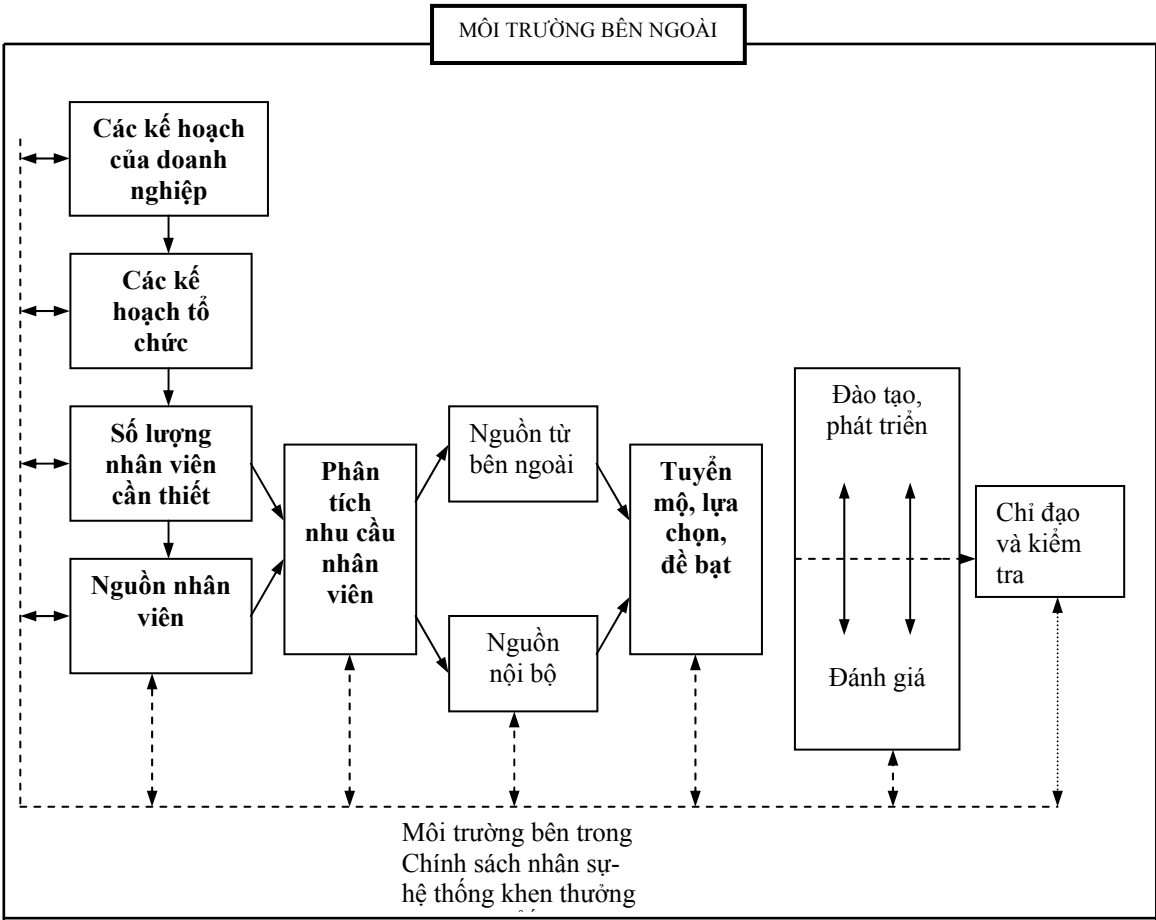 MÔI TRƯỜNG BÊN NGOÀI
Các kế hoạch
của doanh
nghiệp
Các kế
hoạch tổ
chức
Số lượng
nhân viên
cần thiết
Nguồn nhân
viên
Phân
tích
nhu cầu
nhân
viên
Nguồn từ
bên ngoài
Nguồn
nội bộ
Tuyển
mộ, lựa
chọn,
đề bạt
Đào tạo,
phát triển
Đánh giá
Chỉ đạo
và kiểm
tra
Môi trường bên trong
Chính sách nhân sự-
hệ thống khen thưởng